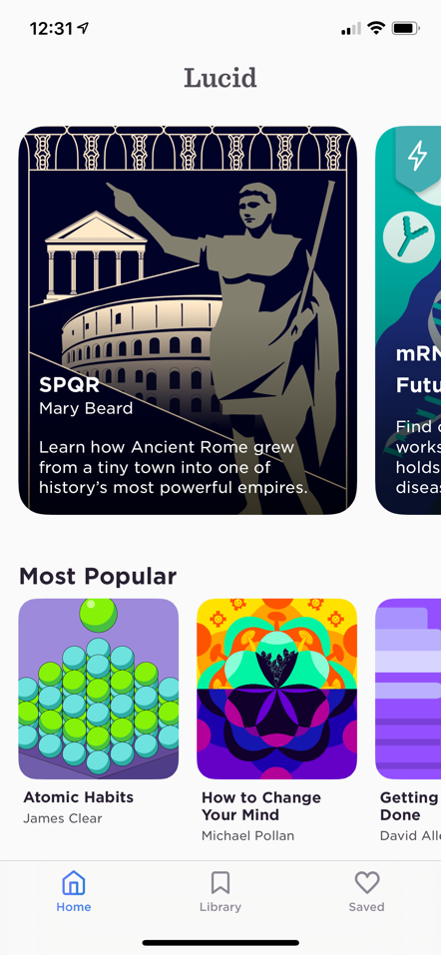 12:31
Lucid
SPQR
Mary Beard
Learn how Ancient Rome grew
from a tiny town into one of
history’s most powerful empires.
mRN
Futu
Find
works
holds
diseas
Most Popular
Atomic Habits
James Clear
How to Change
Your Mind
Michael Pollan
Getting
Done
David Alle
Home
Library
Saved